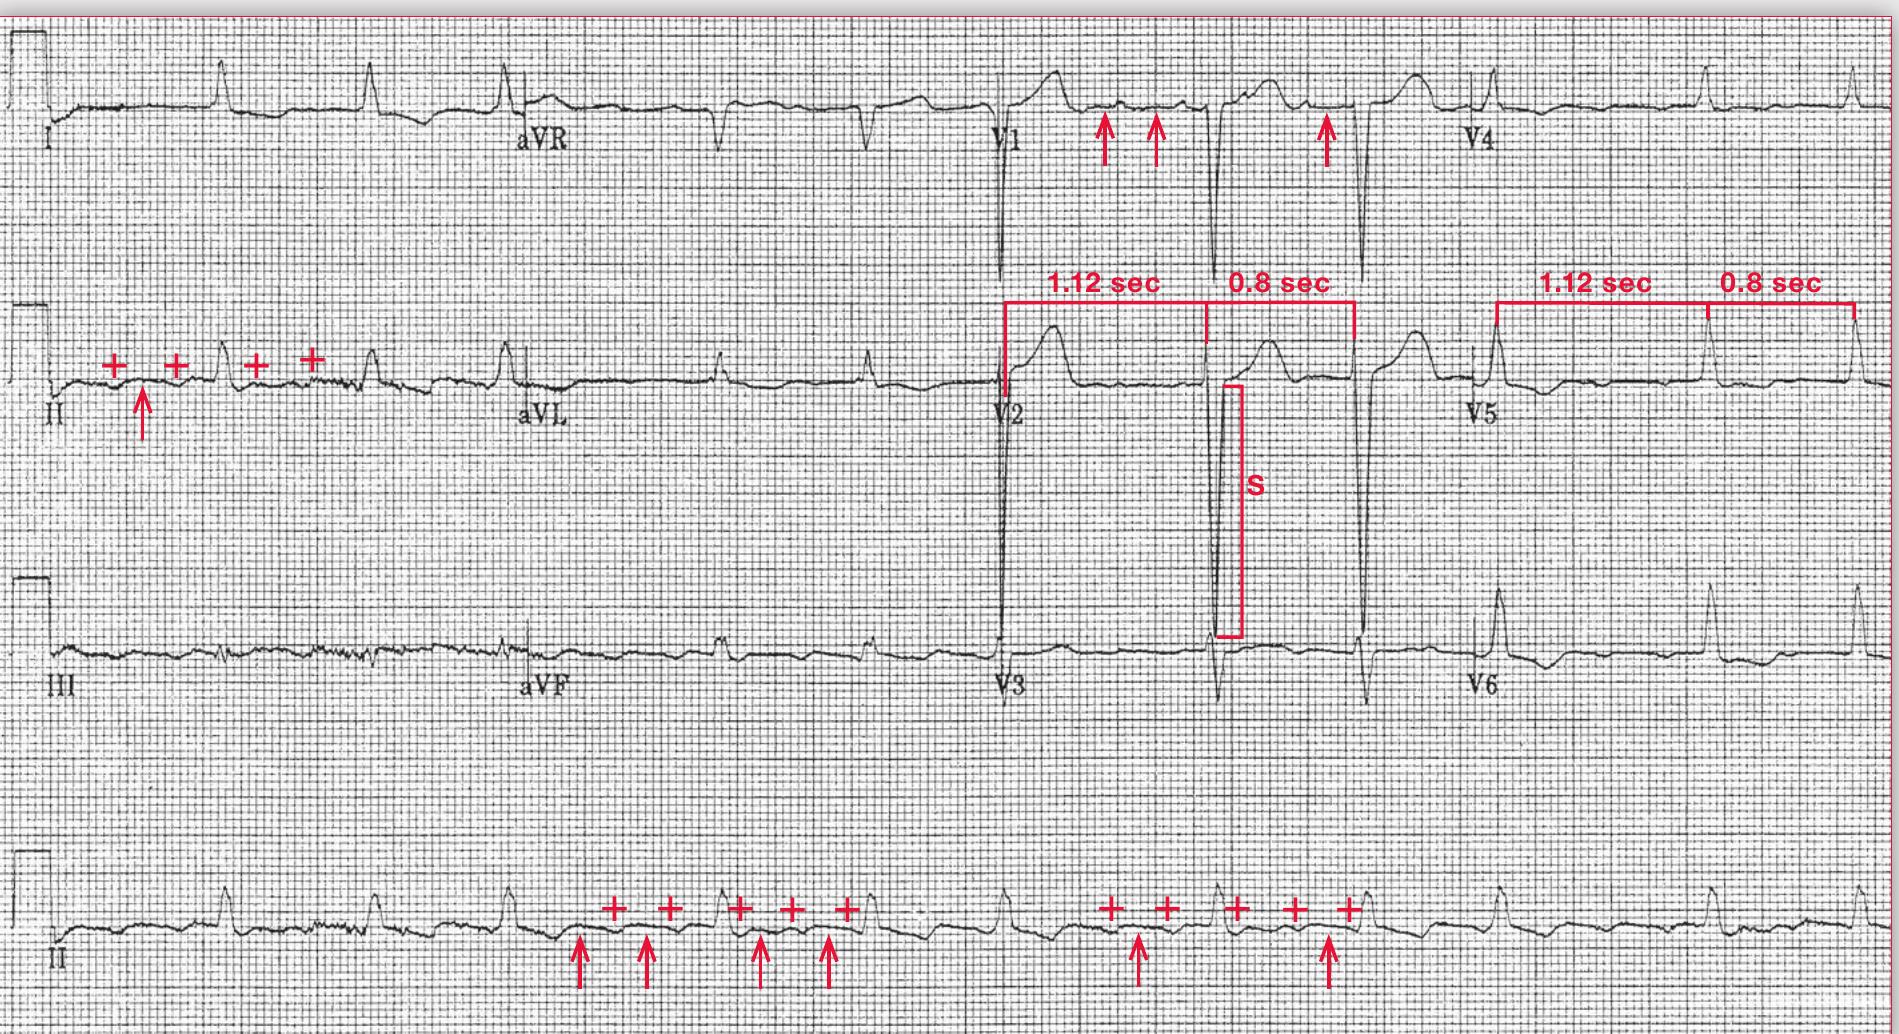 I aVR V1 V4
1.12 sec 0.8 sec 1.12 sec 0.8 sec
+ + + +
II aVL V2 V5
S
III aVF V3 V6
+ + + + + + + + + +
II